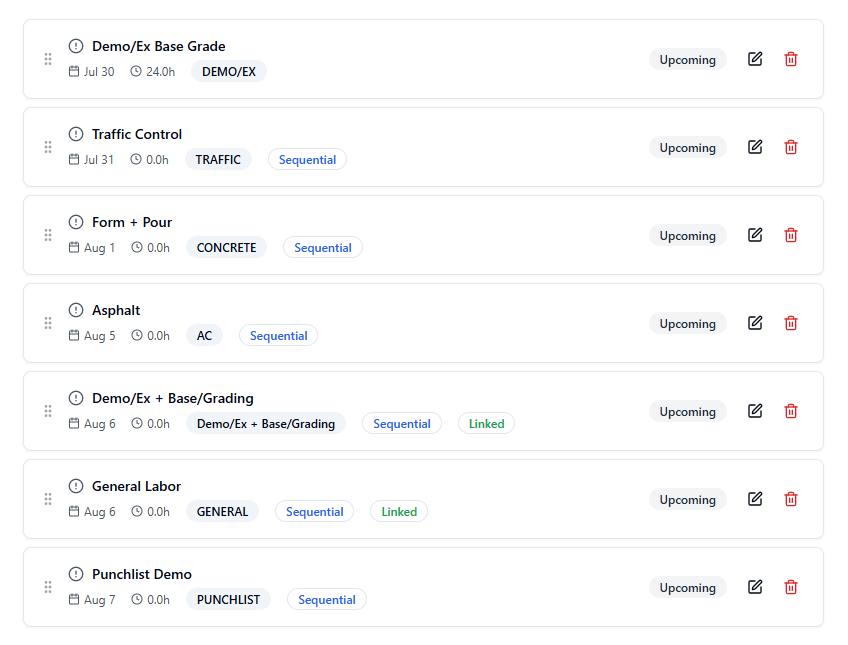 Demo/Ex Base Grade
Jul 30 24.0h DEMO/EX Upcoming
Traffic Control
Jul 31 0.0h TRAFFIC Sequential Upcoming
Form + Pour
Aug 1 0.0h CONCRETE Sequential Upcoming
Asphalt
Aug 5 0.0h AC Sequential Upcoming
Demo/Ex + Base/Grading
Aug 6 0.0h Demo/Ex + Base/Grading Sequential Linked Upcoming
General Labor
Aug 6 0.0h GENERAL Sequential Linked Upcoming
Punchlist Demo
Aug 7 0.0h PUNCHLIST Sequential Upcoming